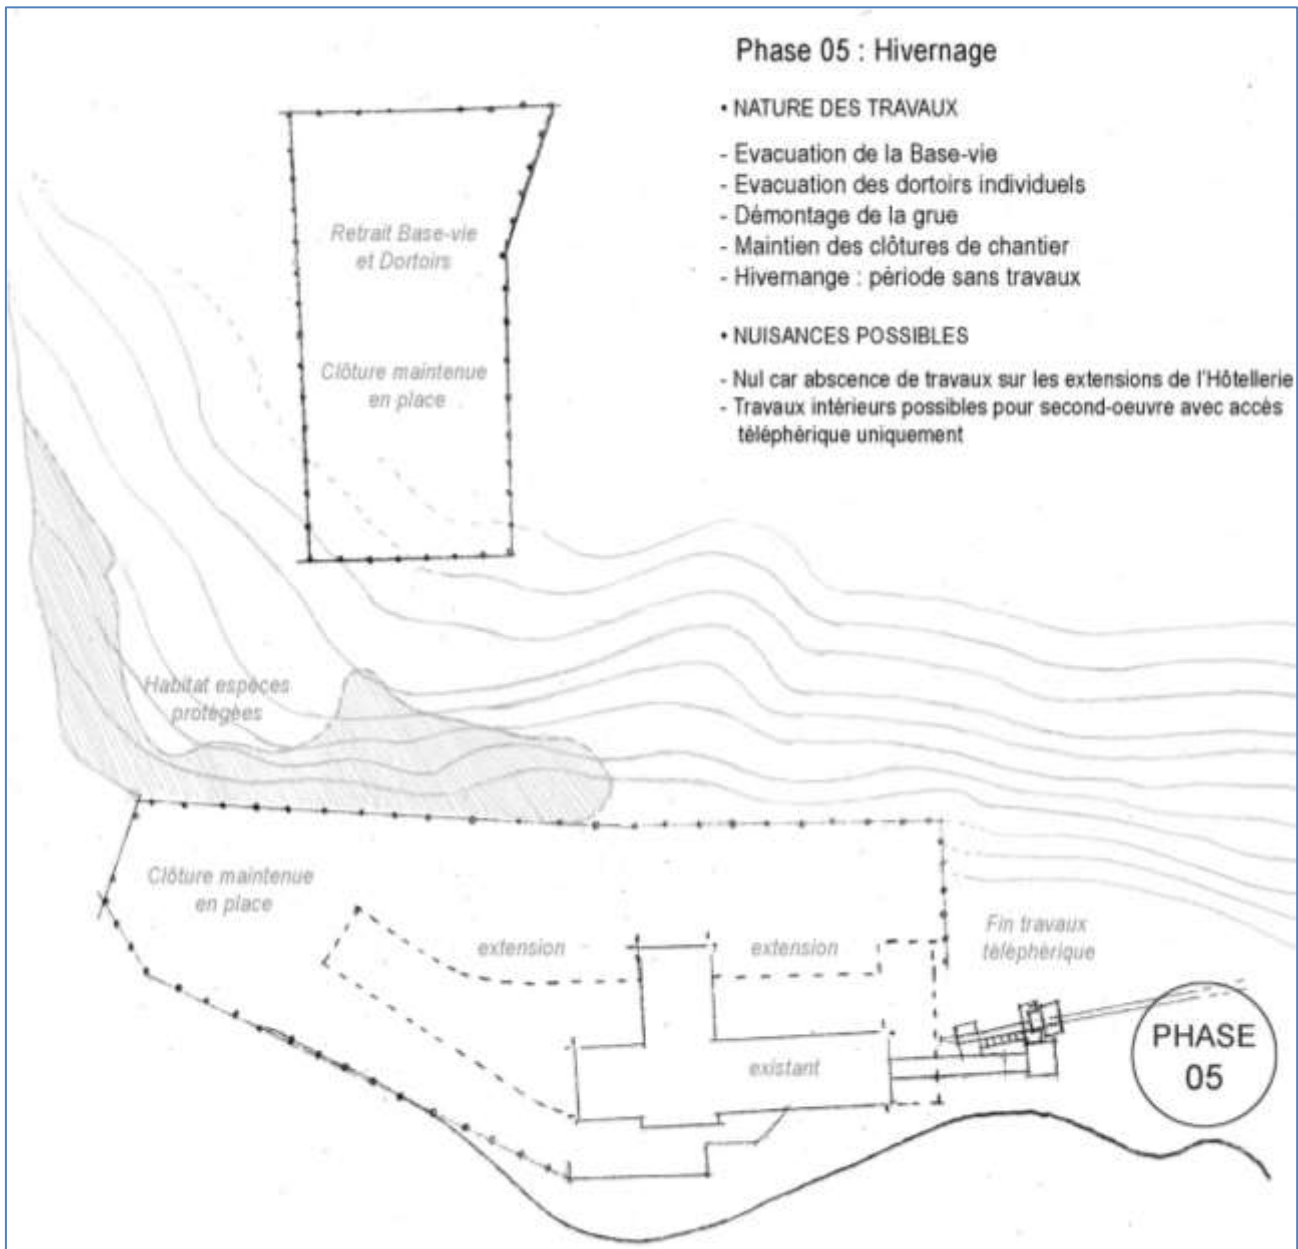 Phase 05 : Hivernage
• NATURE DES TRAVAUX
- Evacuation de la Base-vie
- Evacuation des dortoirs individuels
- Démontage de la grue
- Maintien des clôtures de chantier
- Hivernange : période sans travaux
• NUISANCES POSSIBLES
- Nul car abscence de travaux sur les extensions de l'Hôtellerie
- Travaux intérieurs possibles pour second-oeuvre avec accès
téléphérique uniquement
Retrait Base-vie
et Dortoirs
Clôture maintenue
en place
Habitat espèces
protégées
Clôture maintenue
en place
extension
extension
Fin travaux
téléphérique
existant
PHASE
05